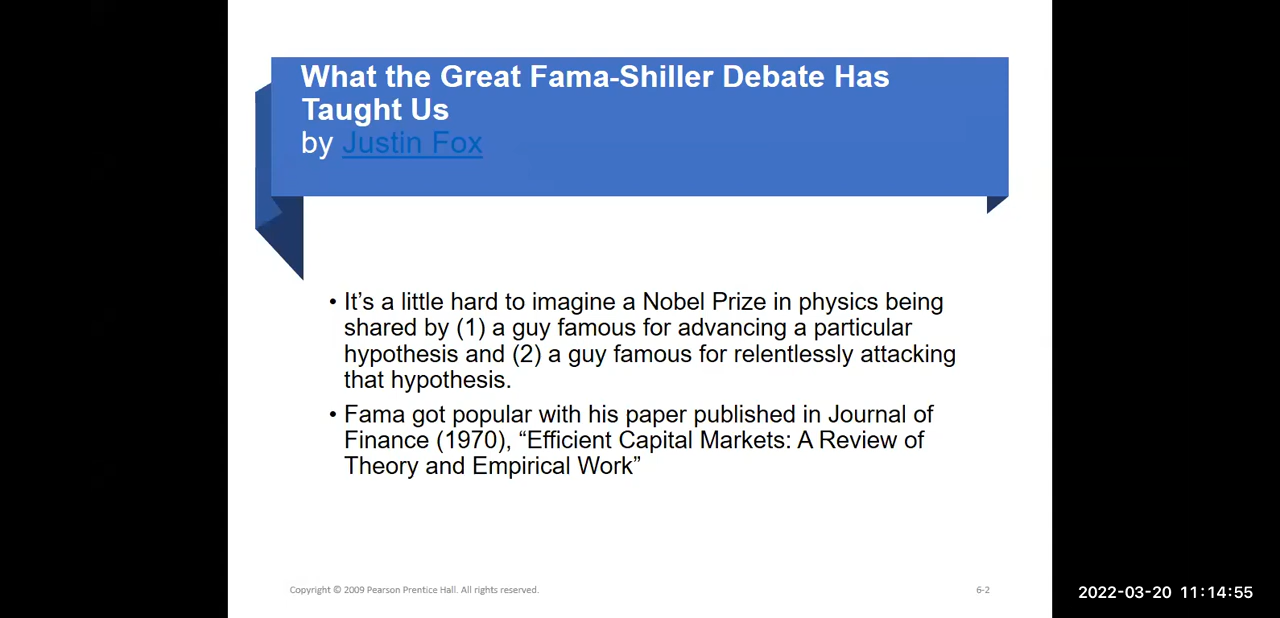 What the Great Fama-Shiller Debate Has
Taught Us
by Justin Fox
• It’s a little hard to imagine a Nobel Prize in physics being
shared by (1) a guy famous for advancing a particular
hypothesis and (2) a guy famous for relentlessly attacking
that hypothesis.
• Fama got popular with his paper published in Journal of
Finance (1970), “Efficient Capital Markets: A Review of
Theory and Empirical Work”
Copyright © 2009 Pearson Prentice Hall. All rights reserved.
6-2
2022-03-20 11:14:55